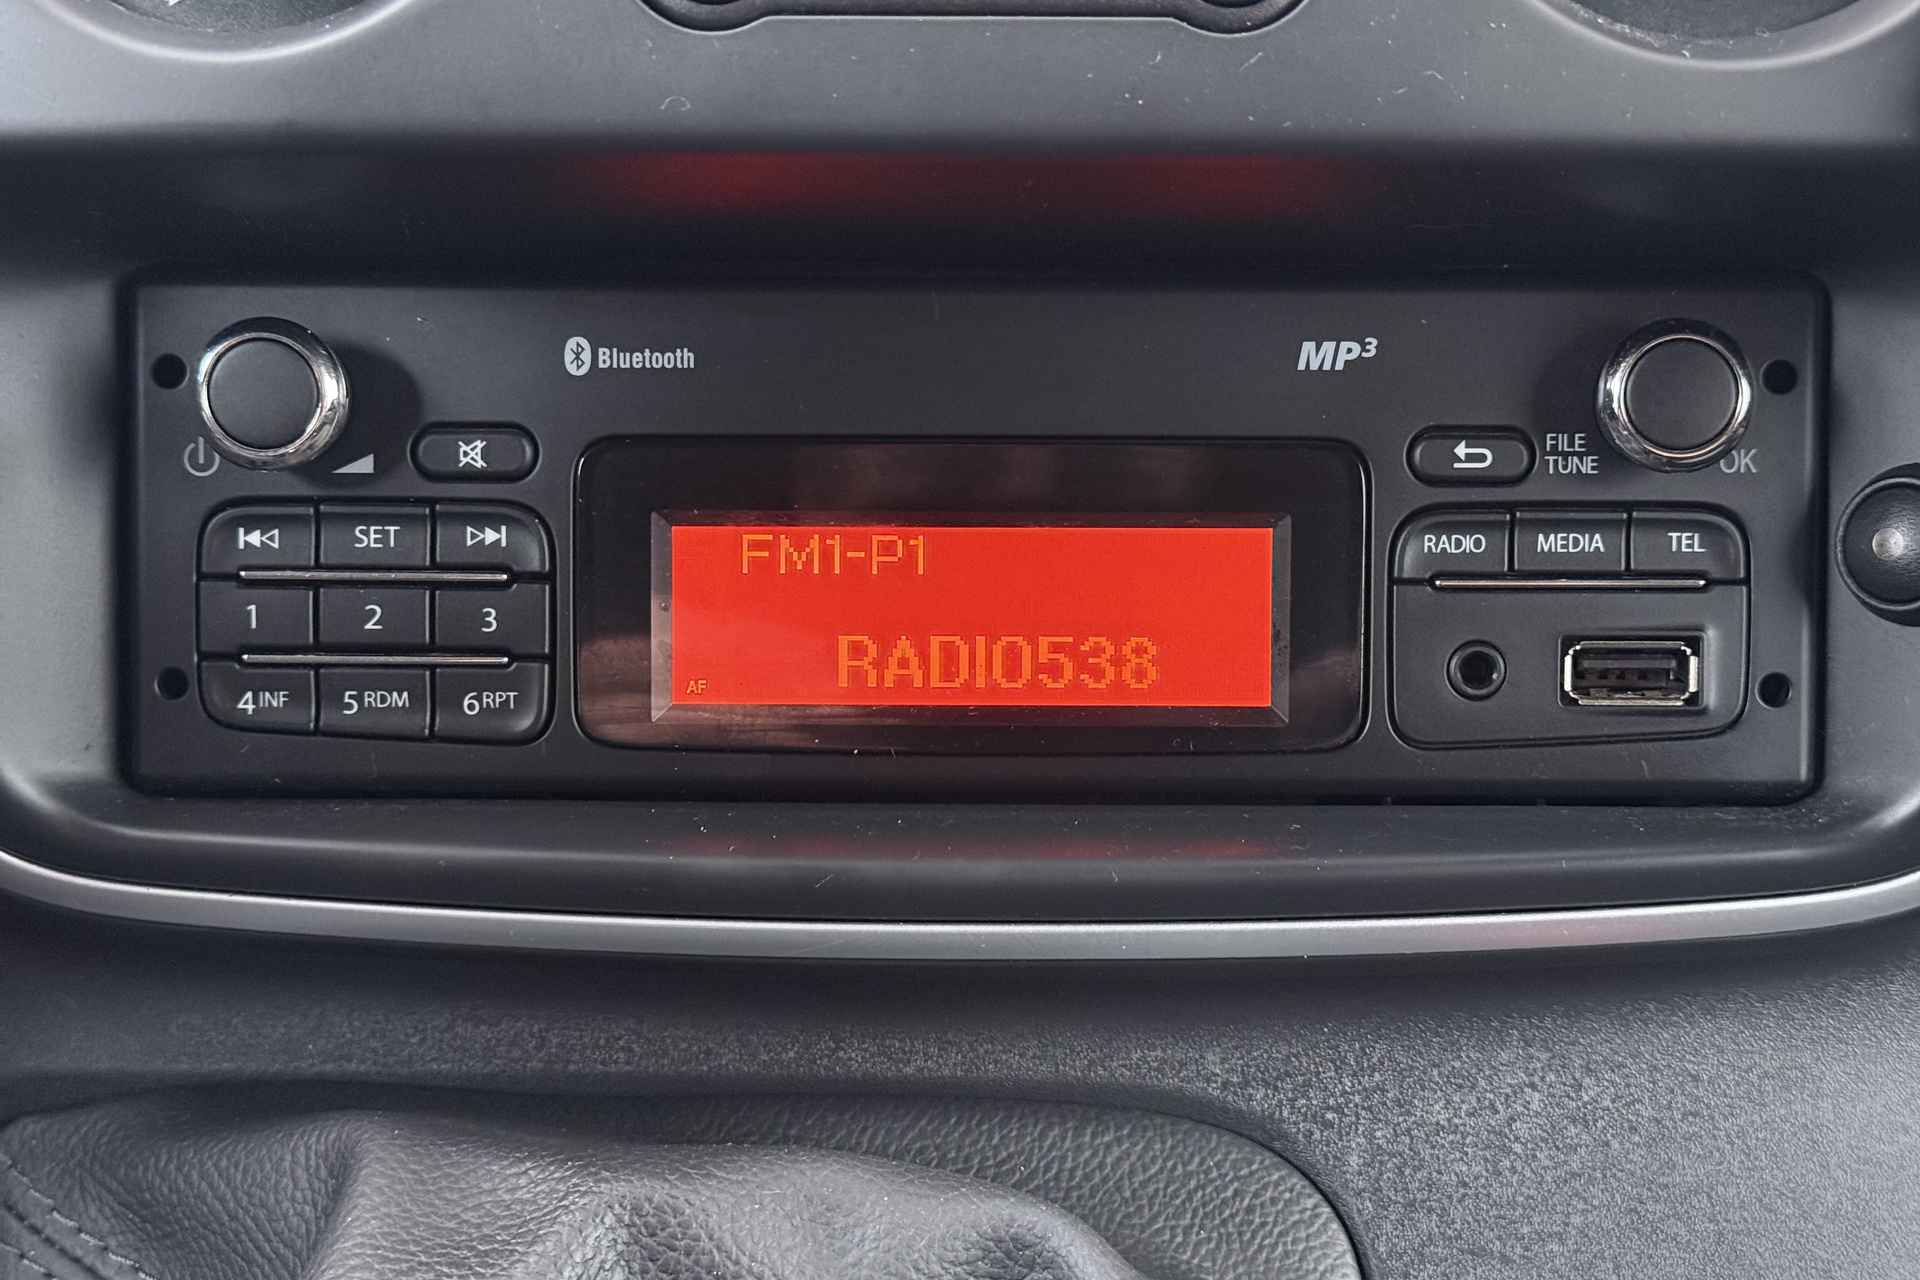 Bluetooth
MP3
FILE
TUNE
OK
SET
FM1-P1
RADIO
MEDIA
TEL
1
2
3
RADIO538
AF
4 INF
5 RDM
6 RPT